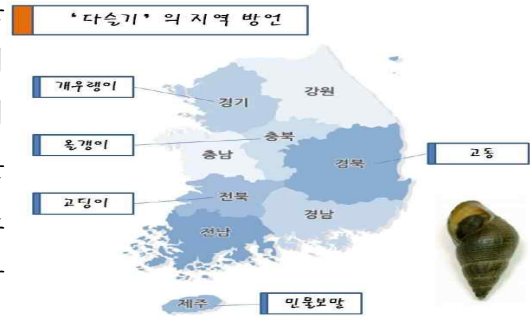 '다슬기' 의 지역 방언
개우랭이
경기
강원
올갱이
충북
충남
경북
고동
고딩이
전북
전남
경남
제주
민물보말